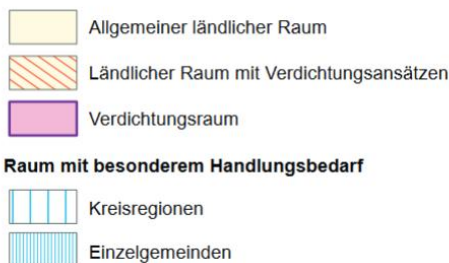 Allgemeiner ländlicher Raum
Ländlicher Raum mit Verdichtungsansätzen
Verdichtungsraum
Raum mit besonderem Handlungsbedarf
Kreisregionen
Einzelgemeinden